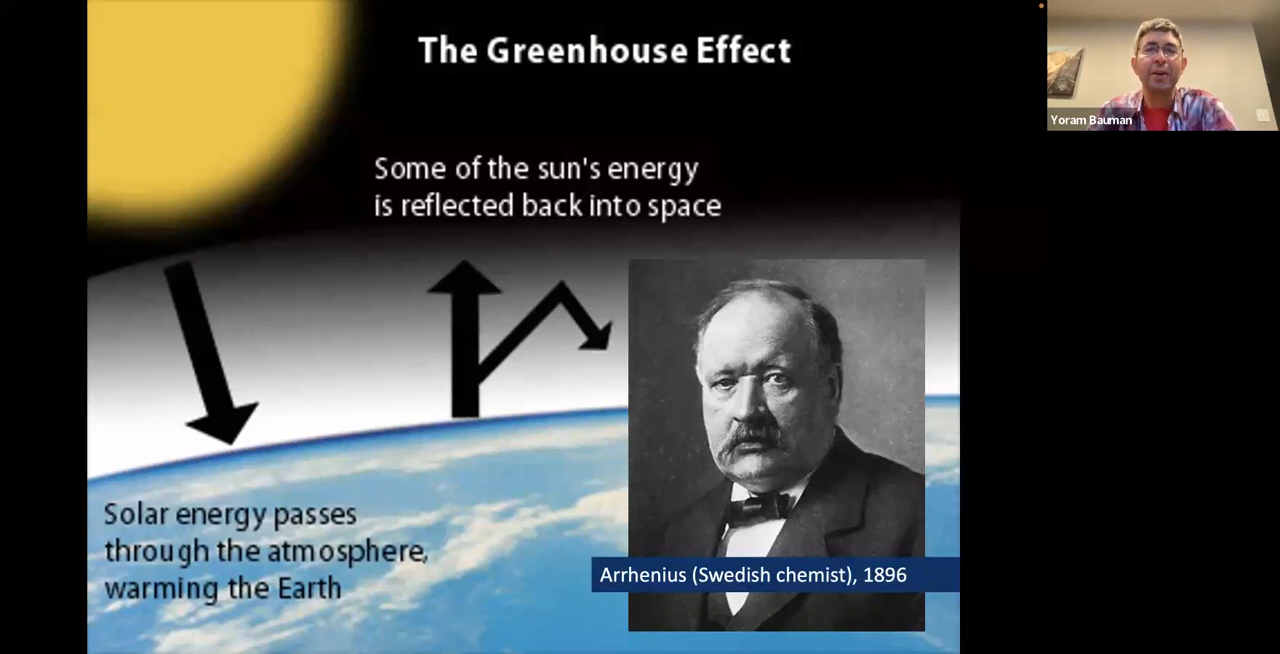 The Greenhouse Effect
Yoram Bauman
Some of the sun's energy
is reflected back into space
Solar energy passes
through the atmosphere,
warming the Earth
Arrhenius (Swedish chemist), 1896